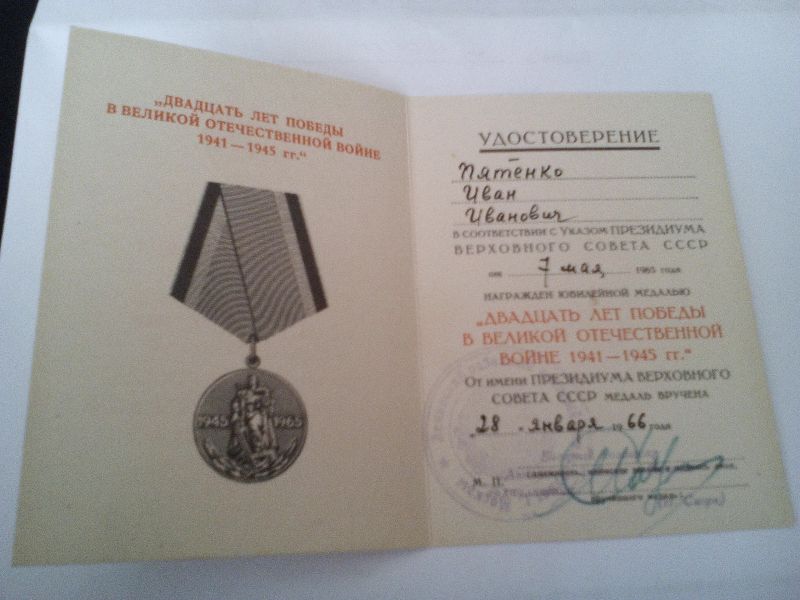 „ДВАДЦАТЬ ЛЕТ ПОБЕДЫ
В ВЕЛИКОЙ ОТЕЧЕСТВЕННОЙ ВОЙНЕ
1941 — 1945 гг.“
1945 1965
УДОСТОВЕРЕНИЕ
Пятенко
Иван
Иванович
В СООТВЕТСТВИИ С УКАЗОМ ПРЕЗИДИУМА
ВЕРХОВНОГО СОВЕТА СССР
от 7 мая 1965 года
НАГРАЖДЕН ЮБИЛЕЙНОЙ МЕДАЛЬЮ
„ДВАДЦАТЬ ЛЕТ ПОБЕДЫ
В ВЕЛИКОЙ ОТЕЧЕСТВЕННОЙ
ВОЙНЕ 1941 — 1945 гг.“
От имени ПРЕЗИДИУМА ВЕРХОВНОГО
СОВЕТА СССР МЕДАЛЬ ВРУЧЕНА
„28 января 1966 года
М. П.